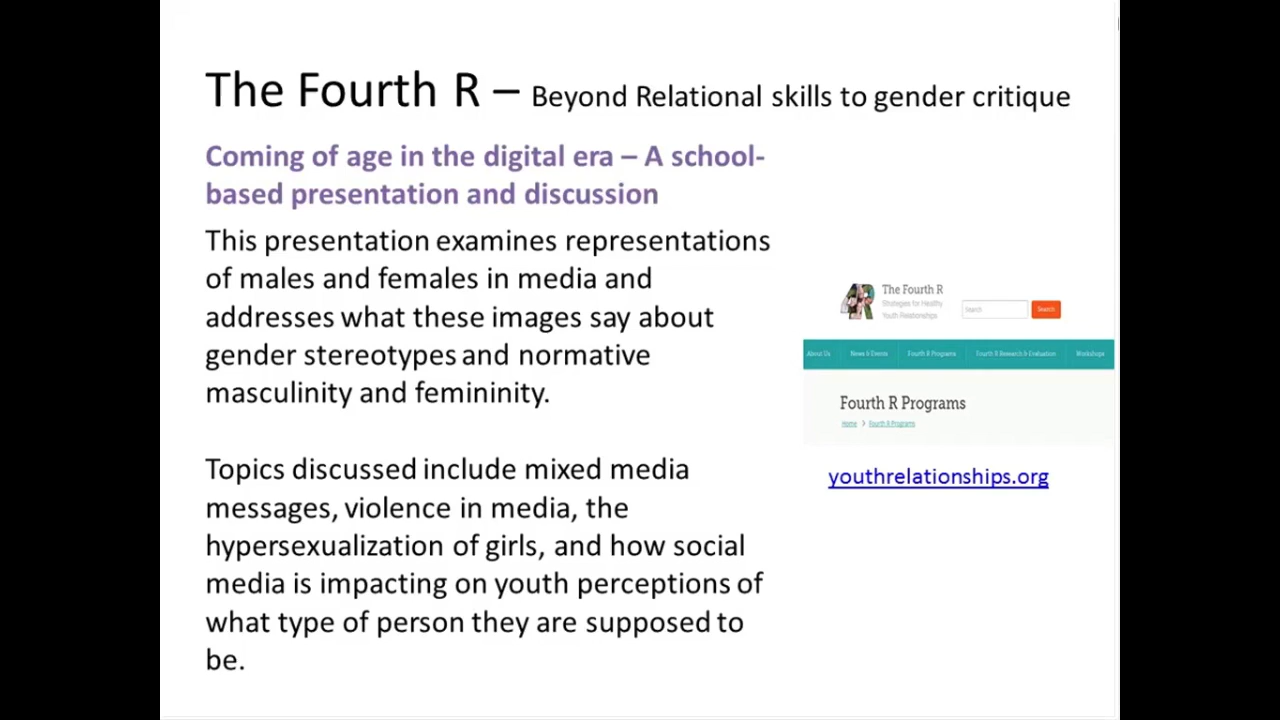 The Fourth R – Beyond Relational skills to gender critique
Coming of age in the digital era – A school-
based presentation and discussion
This presentation examines representations
of males and females in media and
addresses what these images say about
gender stereotypes and normative
masculinity and femininity.
Topics discussed include mixed media
messages, violence in media, the
hypersexualization of girls, and how social
media is impacting on youth perceptions of
what type of person they are supposed to
be.
4R
The Fourth R
Strategies for Healthy
Youth Relationships
Search
Search
About Us
News & Events
Fourth R Programs
Fourth R Research & Evaluation
Workshops
Fourth R Programs
Home > Fourth R Programs
youthrelationships.org